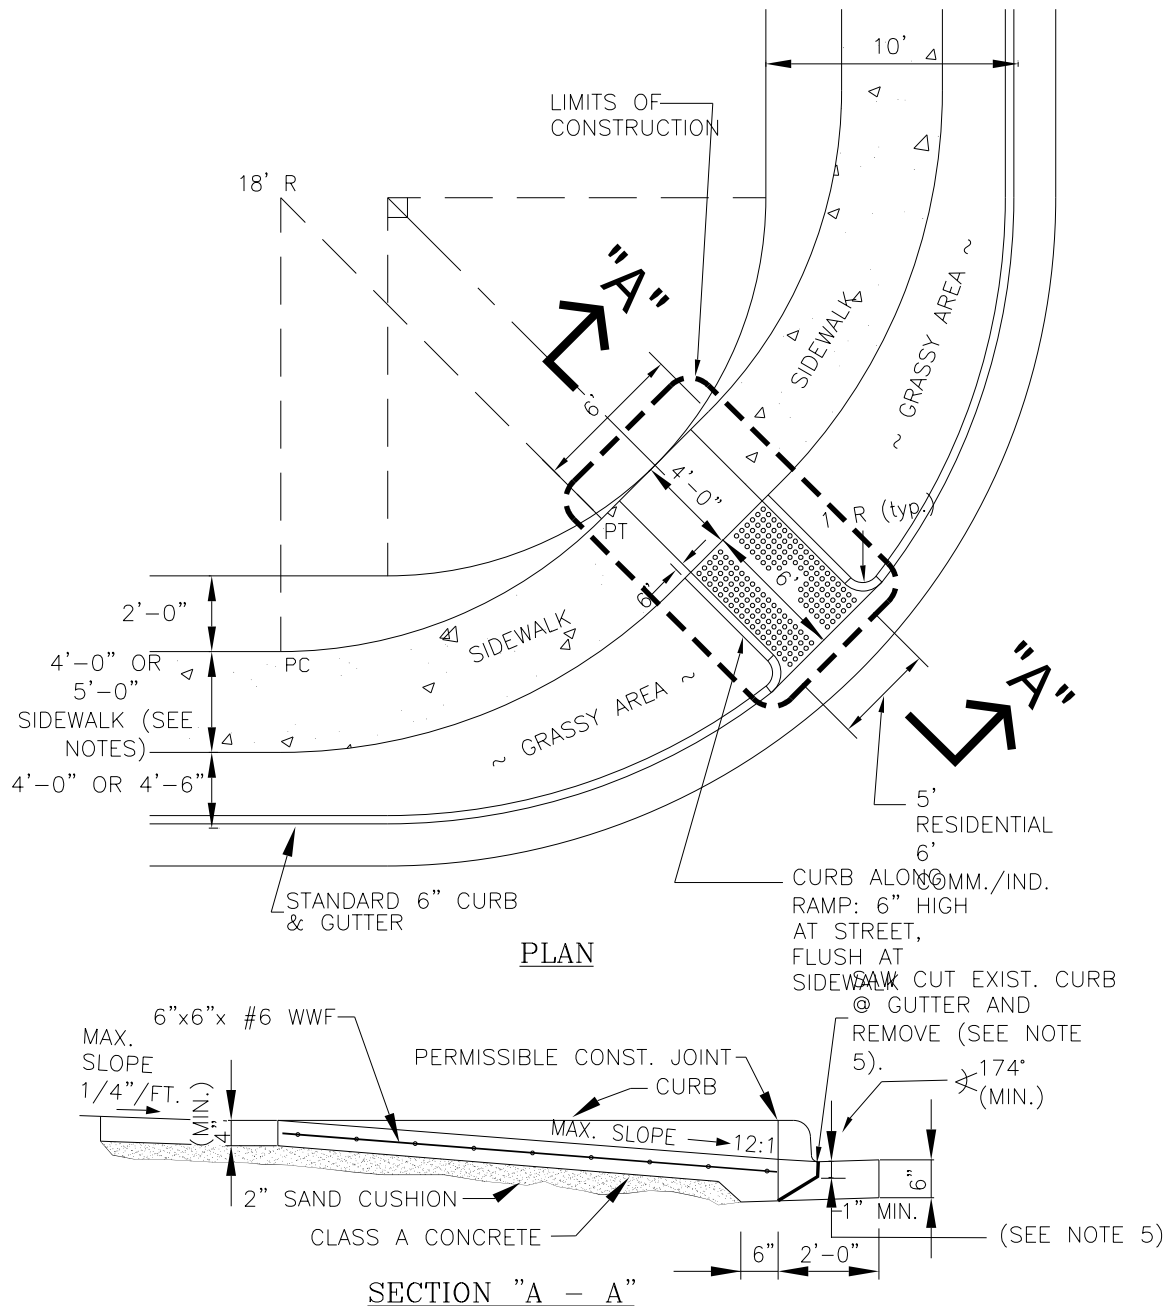 10'
LIMITS OF
CONSTRUCTION
18' R
"A"
6'
SIDEWALK
~ GRASSY AREA ~
4'-0"
1' R (typ.)
PT
6'
6"
2'-0"
SIDEWALK
4'-0" OR
5'-0"
SIDEWALK (SEE
NOTES)
PC
"A"
~ GRASSY AREA ~
4'-0" OR 4'-6"
5'
RESIDENTIAL
6'
COMM./IND.
CURB ALONG
RAMP: 6" HIGH
AT STREET,
FLUSH AT
SIDEWALK
STANDARD 6" CURB
& GUTTER
PLAN
SAW CUT EXIST. CURB
@ GUTTER AND
REMOVE (SEE NOTE
5).
6"x6"x #6 WWF
MAX.
SLOPE
1/4"/FT.
PERMISSIBLE CONST. JOINT
CURB
174°
(MIN.)
4"
(MIN.)
MAX. SLOPE 12:1
2" SAND CUSHION
6"
1" MIN.
CLASS A CONCRETE
(SEE NOTE 5)
6"
2'-0"
SECTION "A - A"